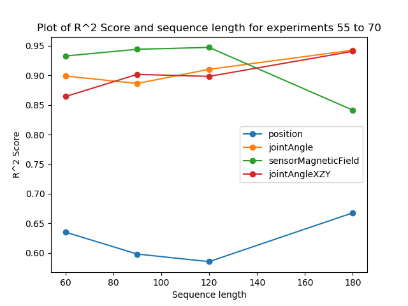 Plot of R^2 Score and sequence length for experiments 55 to 70
0.95
0.90
0.85
0.80
0.75
0.70
0.65
0.60
R^2 Score
position
jointAngle
sensorMagneticField
jointAngleXZY
60 80 100 120 140 160 180
Sequence length